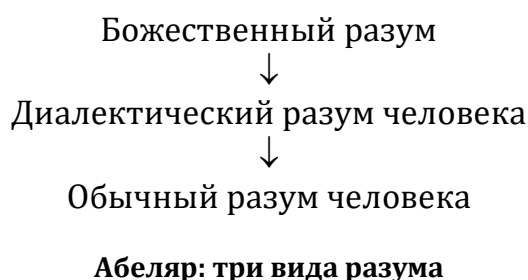 Божественный разум
↓
Диалектический разум человека
↓
Обычный разум человека
Абеляр: три вида разума